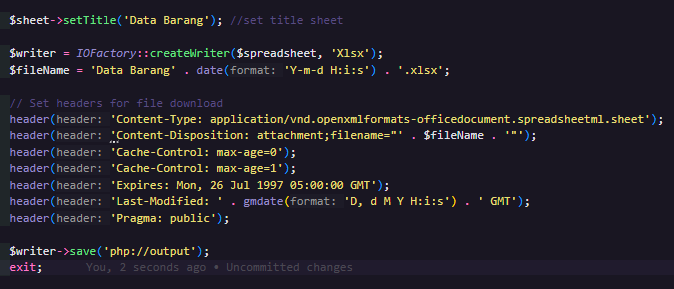 $sheet->setTitle('Data Barang'); //set title sheet
$writer = IOFactory::createWriter($spreadsheet, 'Xlsx');
$fileName = 'Data Barang' . date(format: 'Y-m-d H:i:s') . '.xlsx';
// Set headers for file download
header(header: 'Content-Type: application/vnd.openxmlformats-officedocument.spreadsheetml.sheet');
header(header: 'Content-Disposition: attachment;filename="' . $fileName . '"');
header(header: 'Cache-Control: max-age=0');
header(header: 'Cache-Control: max-age=1');
header(header: 'Expires: Mon, 26 Jul 1997 05:00:00 GMT');
header(header: 'Last-Modified: ' . gmdate(format: 'D, d M Y H:i:s') . ' GMT');
header(header: 'Pragma: public');
$writer->save('php://output');
exit; You, 2 seconds ago • Uncommitted changes